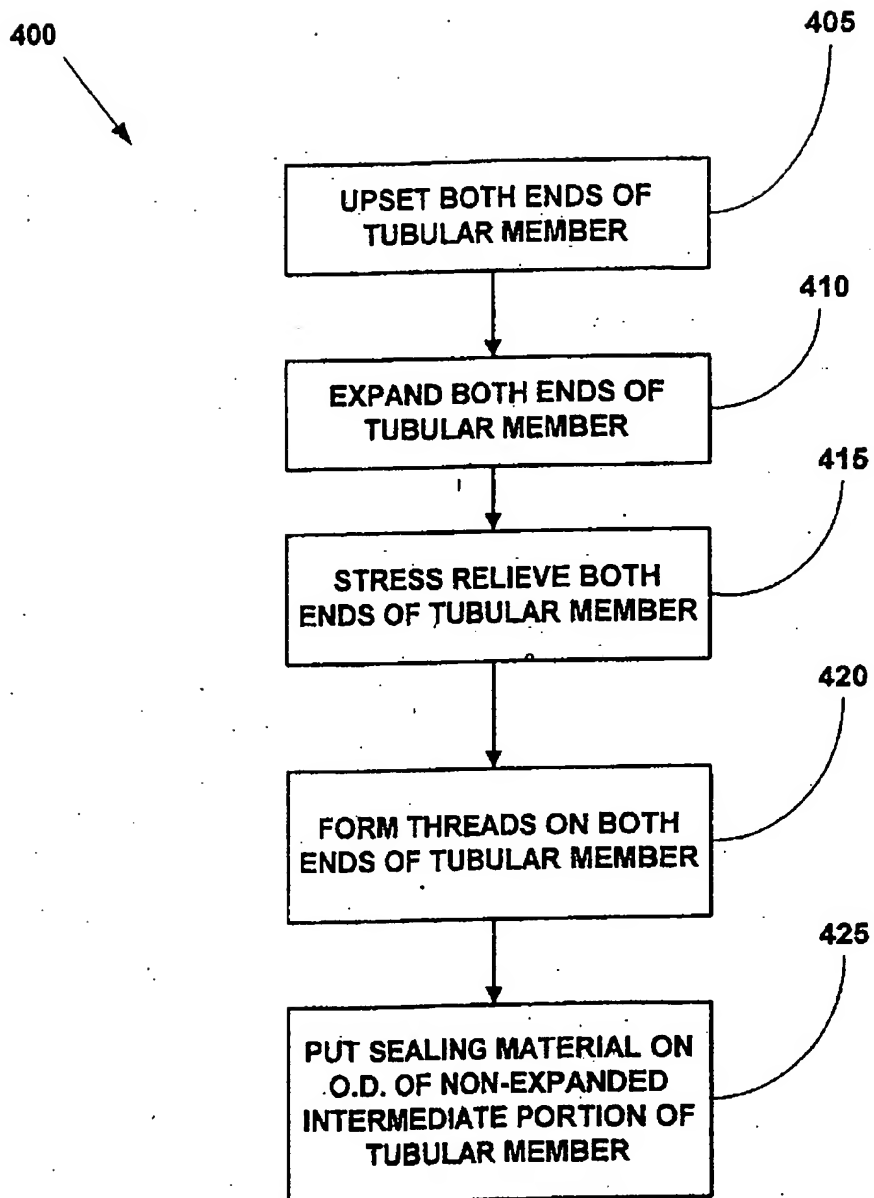 400
405
UPSET BOTH ENDS OF
TUBULAR MEMBER
410
EXPAND BOTH ENDS OF
TUBULAR MEMBER
415
STRESS RELIEVE BOTH
ENDS OF TUBULAR MEMBER
420
FORM THREADS ON BOTH
ENDS OF TUBULAR MEMBER
425
PUT SEALING MATERIAL ON
O.D. OF NON-EXPANDED
INTERMEDIATE PORTION OF
TUBULAR MEMBER